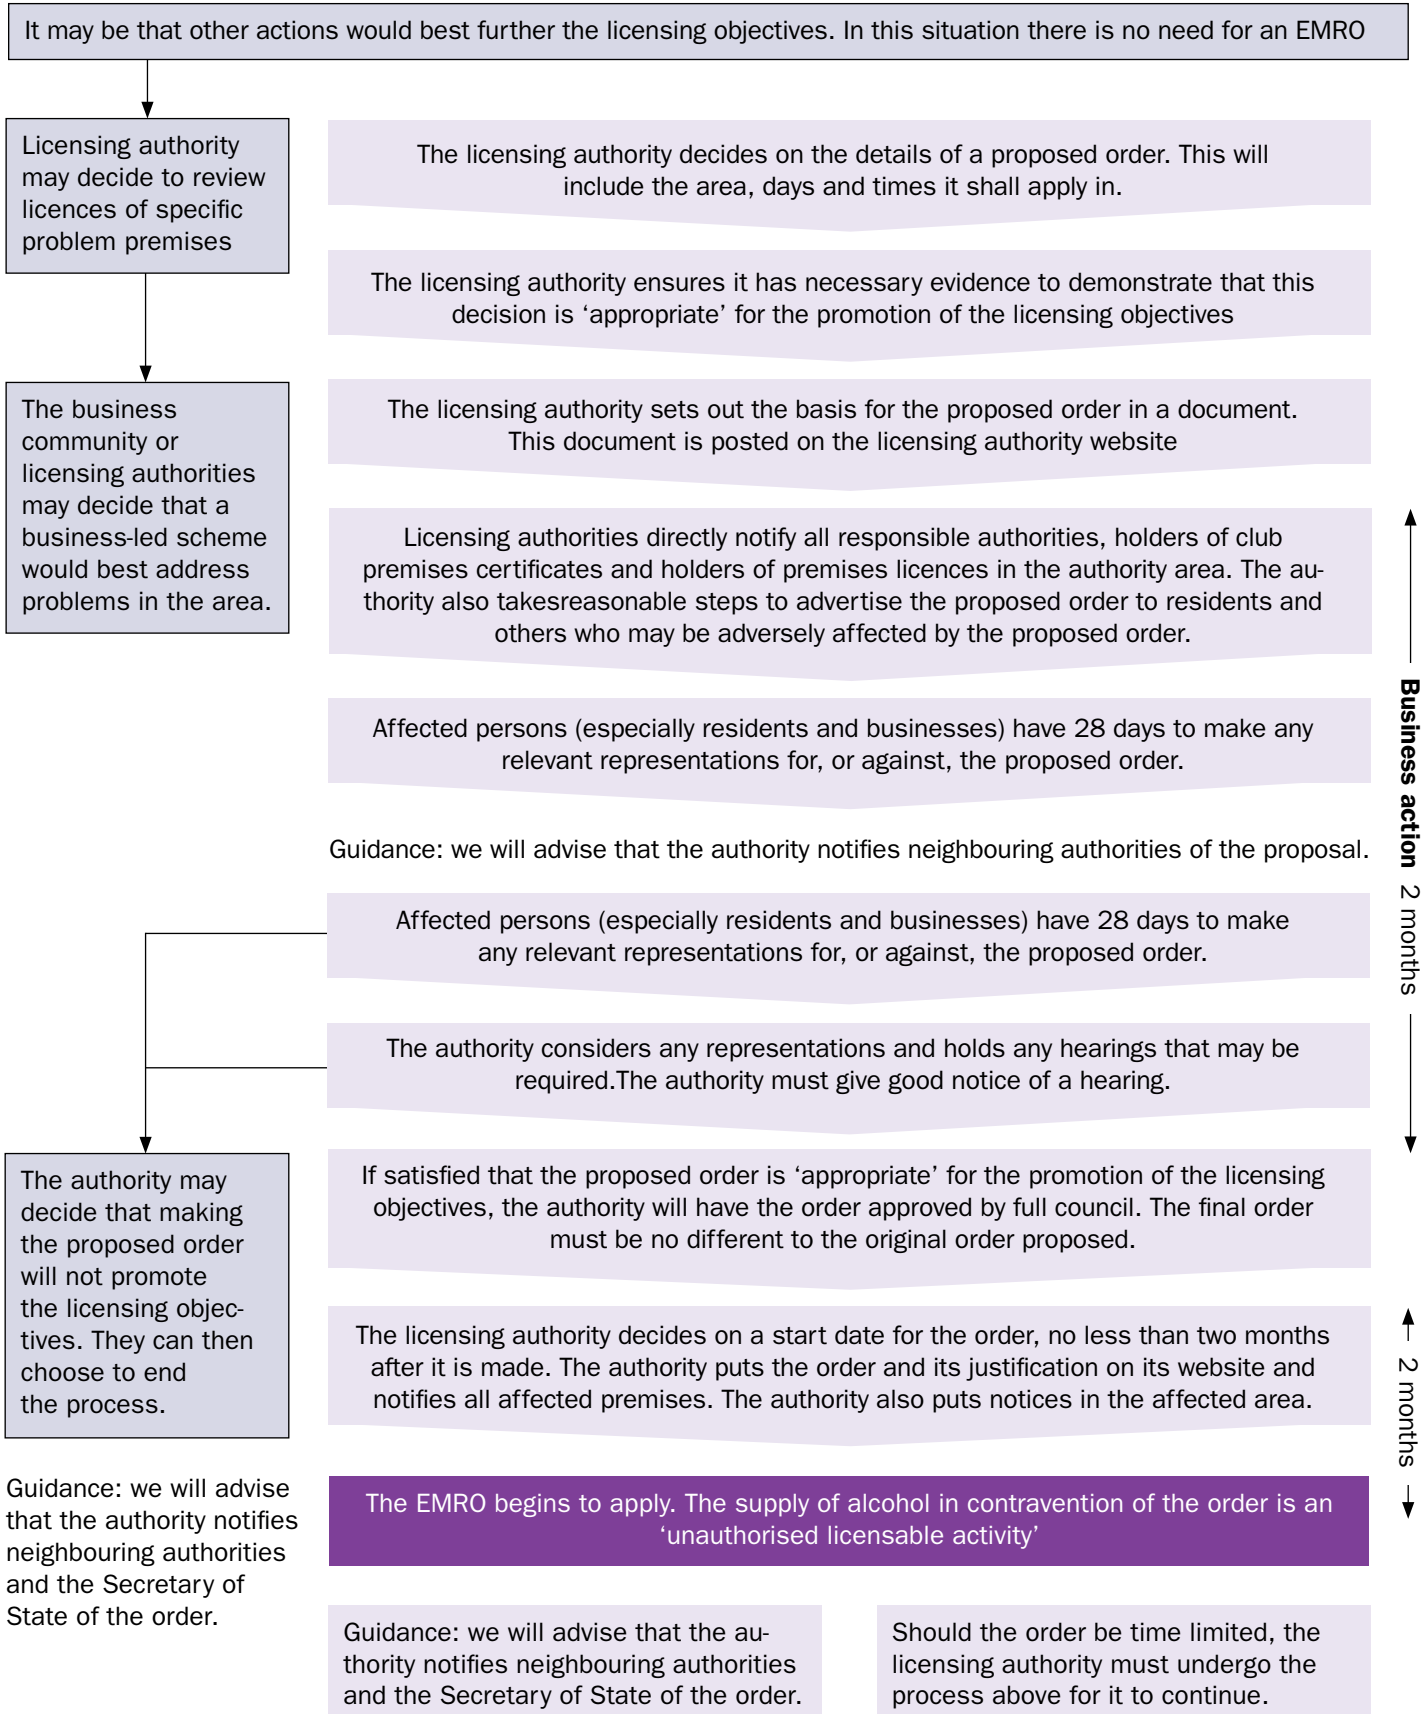 It may be that other actions would best further the licensing objectives. In this situation there is no need for an EMRO
Licensing authority
may decide to review
licences of specific
problem premises
The business
community or
licensing authorities
may decide that a
business-led scheme
would best address
problems in the area.
The licensing authority decides on the details of a proposed order. This will
include the area, days and times it shall apply in.
The licensing authority ensures it has necessary evidence to demonstrate that this
decision is ‘appropriate’ for the promotion of the licensing objectives
The licensing authority sets out the basis for the proposed order in a document.
This document is posted on the licensing authority website
Licensing authorities directly notify all responsible authorities, holders of club
premises certificates and holders of premises licences in the authority area. The au-
thority also takesreasonable steps to advertise the proposed order to residents and
others who may be adversely affected by the proposed order.
Affected persons (especially residents and businesses) have 28 days to make any
relevant representations for, or against, the proposed order.
Guidance: we will advise that the authority notifies neighbouring authorities of the proposal.
Affected persons (especially residents and businesses) have 28 days to make
any relevant representations for, or against, the proposed order.
The authority considers any representations and holds any hearings that may be
required.The authority must give good notice of a hearing.
Business action 2 months
The authority may
decide that making
the proposed order
will not promote
the licensing objec-
tives. They can then
choose to end
the process.
If satisfied that the proposed order is ‘appropriate’ for the promotion of the licensing
objectives, the authority will have the order approved by full council. The final order
must be no different to the original order proposed.
The licensing authority decides on a start date for the order, no less than two months
after it is made. The authority puts the order and its justification on its website and
notifies all affected premises. The authority also puts notices in the affected area.
2 months
Guidance: we will advise
that the authority notifies
neighbouring authorities
and the Secretary of
State of the order.
The EMRO begins to apply. The supply of alcohol in contravention of the order is an
‘unauthorised licensable activity’
Guidance: we will advise that the au-
thority notifies neighbouring authorities
and the Secretary of State of the order.
Should the order be time limited, the
licensing authority must undergo the
process above for it to continue.